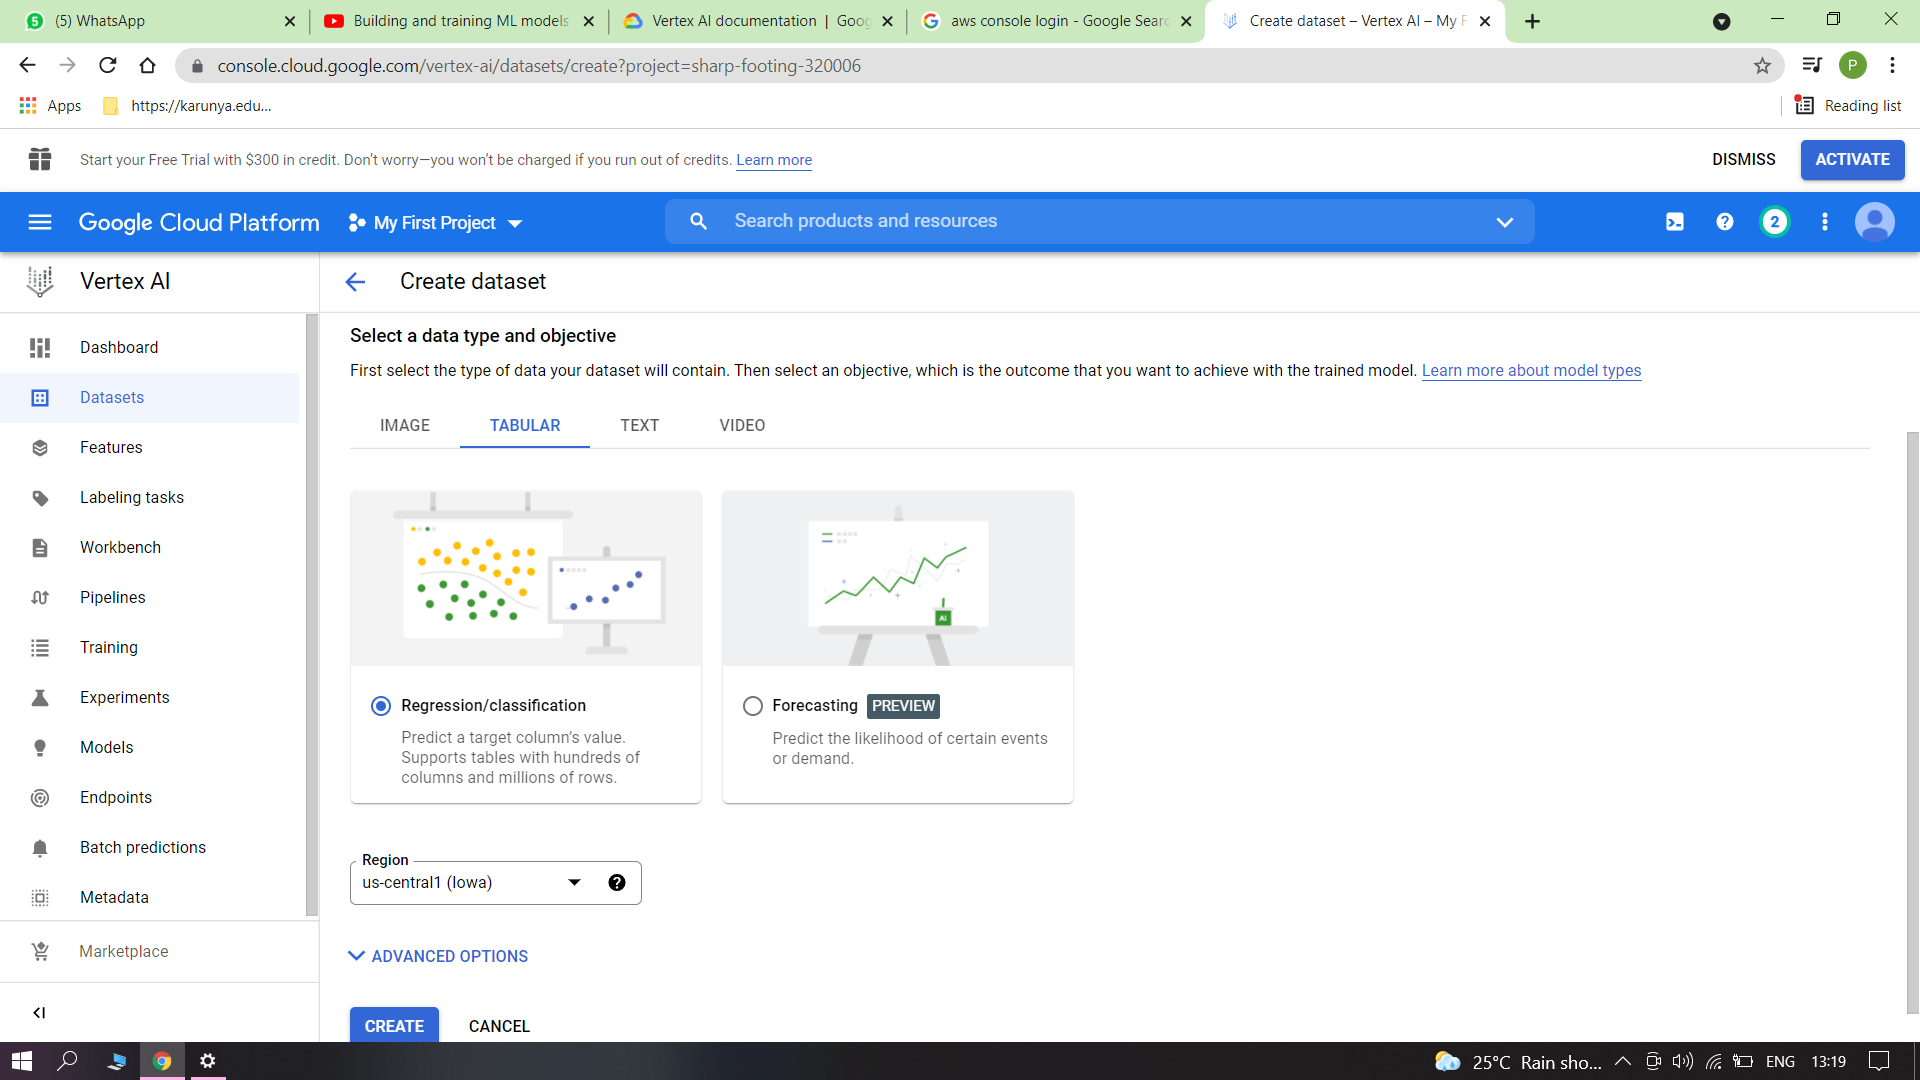 (5) WhatsApp
Building and training ML models
Vertex AI documentation | Goog
aws console login - Google Searc
Create dataset – Vertex AI – My F
console.cloud.google.com/vertex-ai/datasets/create?project=sharp-footing-320006
P
Apps
https://karunya.edu...
Reading list
Start your Free Trial with $300 in credit. Don't worry—you won't be charged if you run out of credits. Learn more
DISMISS
ACTIVATE
Google Cloud Platform
My First Project
Search products and resources
2
Vertex AI
Create dataset
Dashboard
Datasets
Features
Labeling tasks
Workbench
Pipelines
Training
Experiments
Models
Endpoints
Batch predictions
Metadata
Marketplace
Select a data type and objective
First select the type of data your dataset will contain. Then select an objective, which is the outcome that you want to achieve with the trained model. Learn more about model types
IMAGE
TABULAR
TEXT
VIDEO
AI
Regression/classification
Predict a target column's value.
Supports tables with hundreds of
columns and millions of rows.
Forecasting PREVIEW
Predict the likelihood of certain events
or demand.
Region
us-central1 (Iowa)
ADVANCED OPTIONS
CREATE
CANCEL
25°C Rain sho...
ENG
13:19